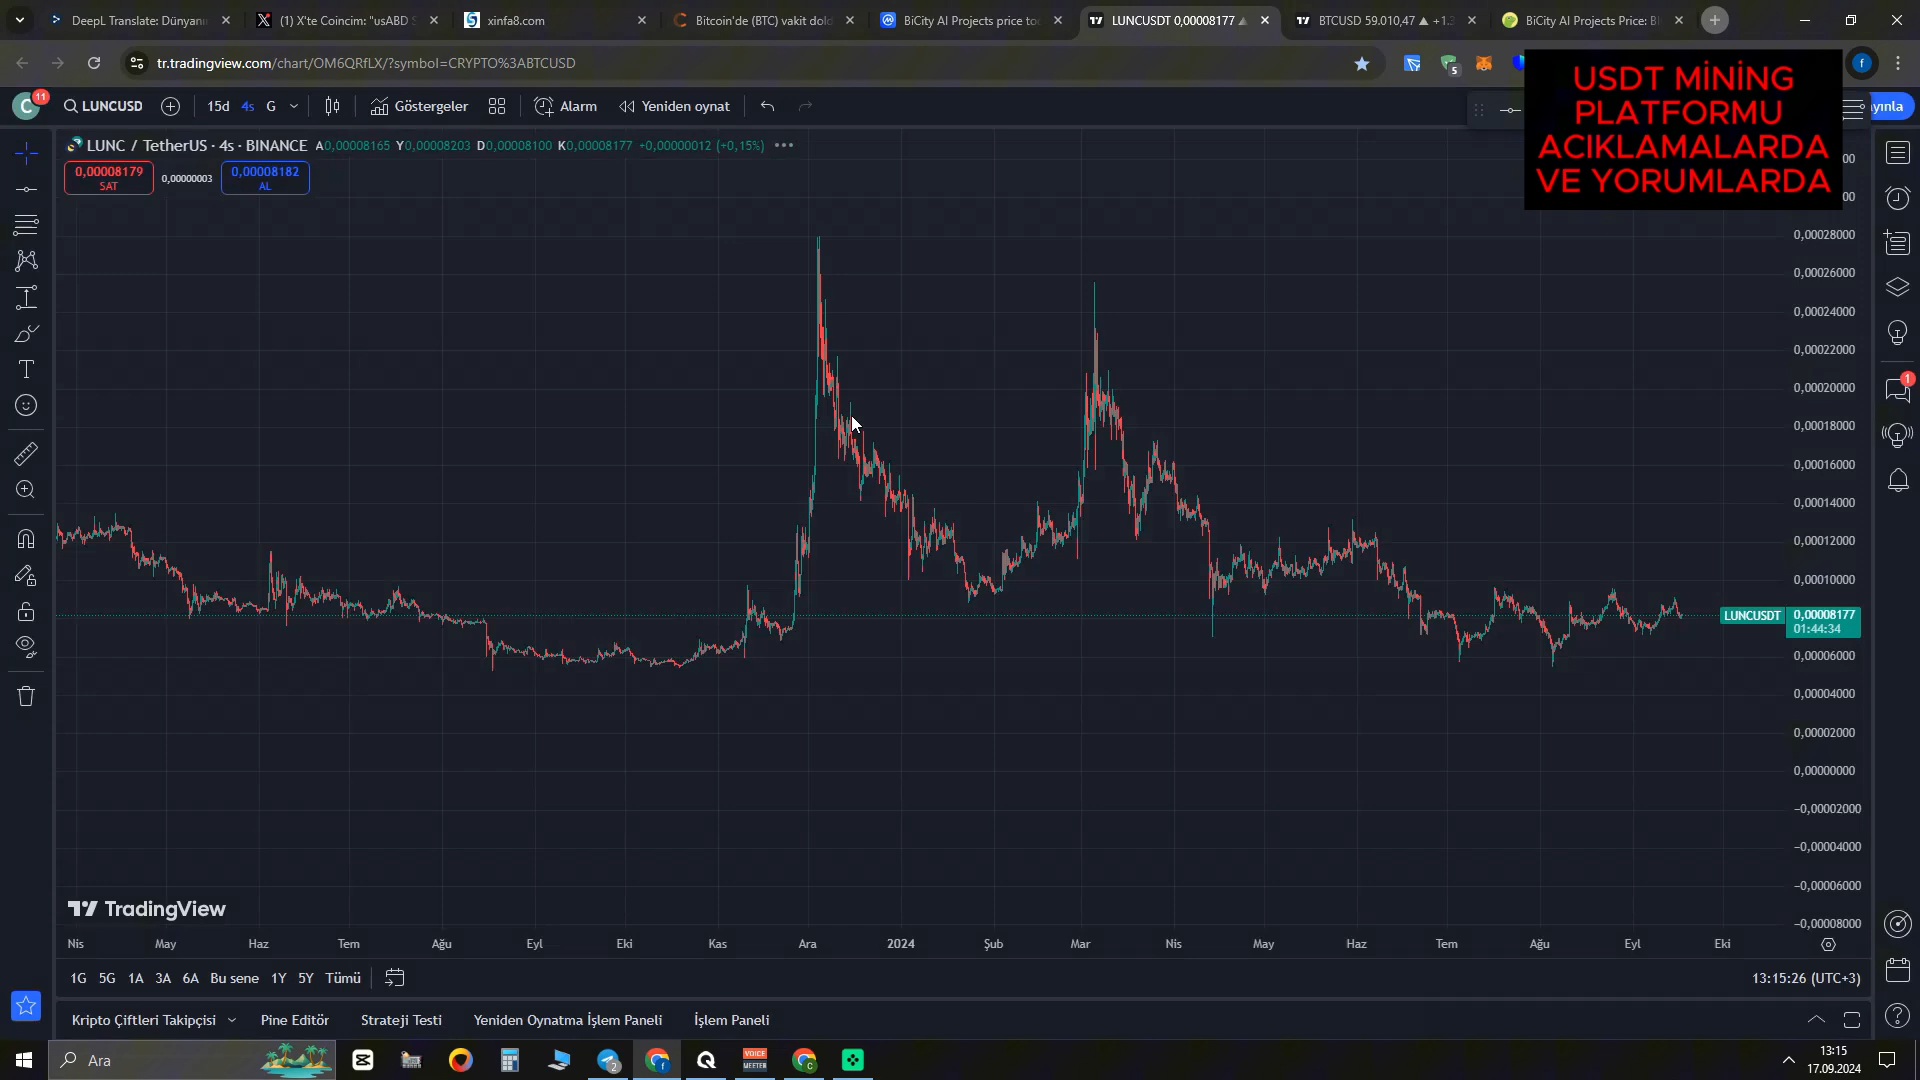 DeepL Translate: Dünyanı
(1) X'te Coincim: "usABD S
xinfa8.com
Bitcoin'de (BTC) vakit dold
BiCity AI Projects price to
LUNCUSDT 0,00008177 ▲
BTCUSD 59.010,47 ▲ +1.3
BiCity AI Projects Price: B
tr.tradingview.com/chart/OM6QRfLX/?symbol=CRYPTO%3ABTCUSD
5
f
USDT MİNİNG
PLATFORMU
ACIKLAMALARDA
VE YORUMLARDA
C
11
LUNCUSD
15d
4s
G
Göstergeler
Alarm
Yeniden oynat
yınla
LUNC / TetherUS · 4s · BINANCE A0,00008165 Y0,00008203 D0,00008100 K0,00008177 +0,00000012 (+0,15%)
0,00008179
SAT
0,00000003
0,00008182
AL
0,00028000
0,00026000
0,00024000
0,00022000
0,00020000
0,00018000
0,00016000
0,00014000
0,00012000
0,00010000
LUNCUSDT 0,00008177
01:44:34
0,00006000
0,00004000
0,00002000
0,00000000
−0,00002000
−0,00004000
−0,00006000
−0,00008000
1
TradingView
Nis May Haz Tem Ağu Eyl Eki Kas Ara 2024 Şub Mar Nis May Haz Tem Ağu Eyl Eki
1G 5G 1A 3A 6A Bu sene 1Y 5Y Tümü
13:15:26 (UTC+3)
Kripto Çiftleri Takipçisi
Pine Editör
Strateji Testi
Yeniden Oynatma İşlem Paneli
İşlem Paneli
Ara
2
f
VOICE
MEETER
C
13:15
17.09.2024